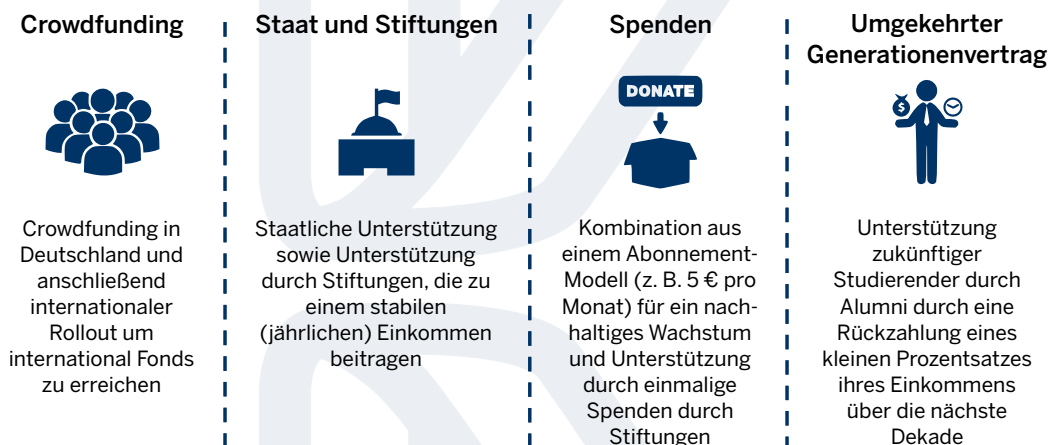 Crowdfunding
Crowdfunding in
Deutschland und
anschließend
internationaler
Rollout um
international Fonds
zu erreichen
Staat und Stiftungen
Staatliche Unterstützung
sowie Unterstützung
durch Stiftungen, die zu
einem stabilen
(jährlichen) Einkommen
beitragen
Spenden
DONATE
Kombination aus
einem Abonnement-
Modell (z. B. 5 € pro
Monat) für ein nach-
haltiges Wachstum
und Unterstützung
durch einmalige
Spenden durch
Stiftungen
Umgekehrter
Generationenvertrag
$
Unterstützung
zukünftiger
Studierender durch
Alumni durch eine
Rückzahlung eines
kleinen Prozentsatzes
ihres Einkommens
über die nächste
Dekade